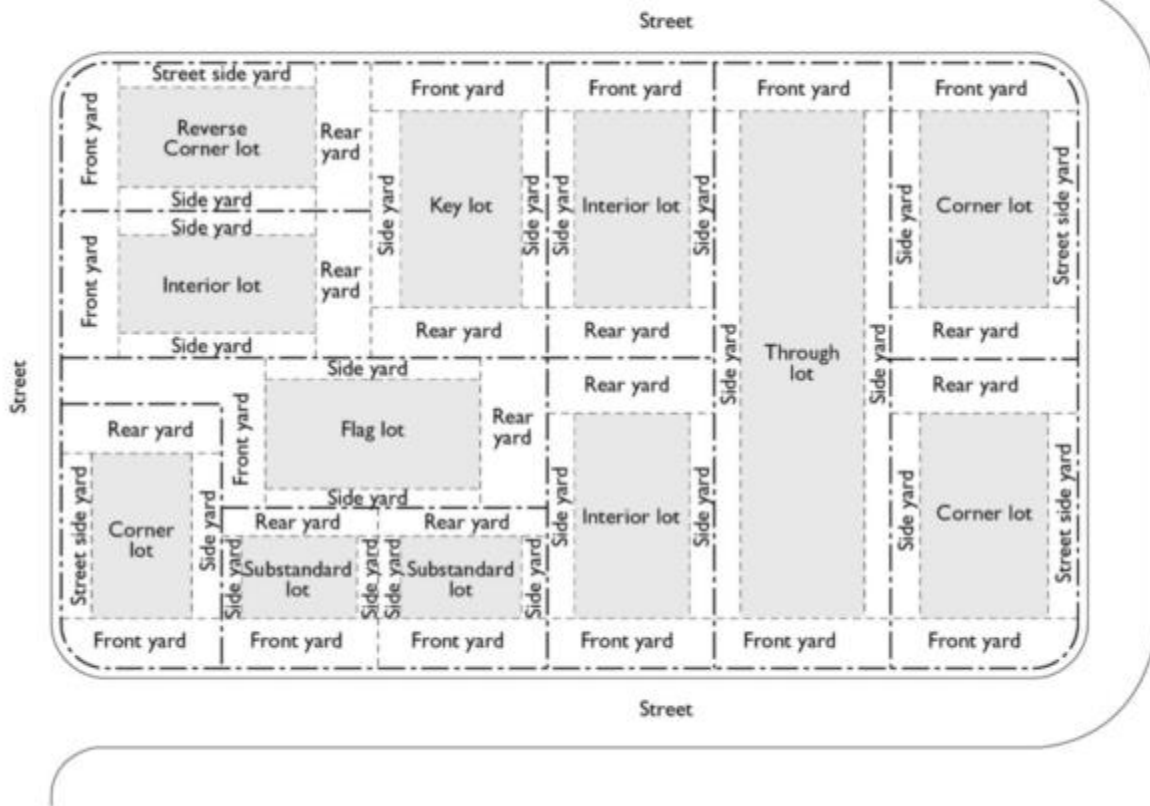 Street
Street side yard
Front yard
Reverse
Corner lot
Rear
yard
Side yard
Front yard
Side yard
Key lot
Side yard
Rear yard
Front yard
Side yard
Interior lot
Side yard
Rear yard
Front yard
Side yard
Through
lot
Side yard
Front yard
Side yard
Corner lot
Street side yard
Rear yard
Side yard
Front yard
Interior lot
Rear
yard
Side yard
Street
Side yard
Front yard
Flag lot
Rear
yard
Side yard
Rear yard
Street side yard
Corner
lot
Side yard
Front yard
Rear yard
Side yard
Substandard
lot
Side yard
Front yard
Rear yard
Side yard
Substandard
lot
Side yard
Front yard
Rear yard
Side yard
Interior lot
Side yard
Front yard
Front yard
Rear yard
Side yard
Corner lot
Street side yard
Front yard
Street